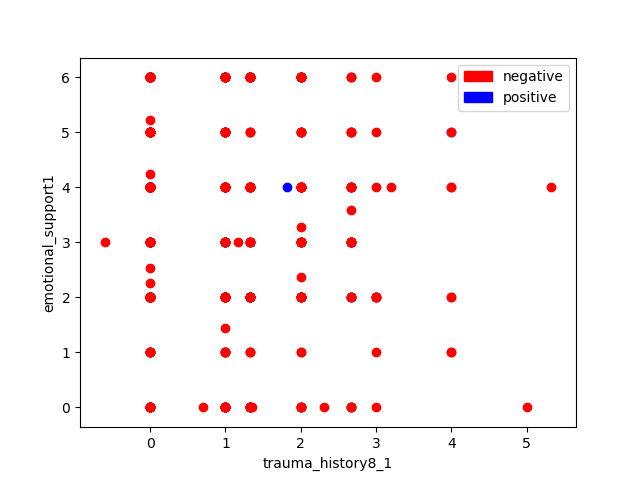 negative
positive
6
5
4
3
2
1
0
emotional_support1
0 1 2 3 4 5
trauma_history8_1